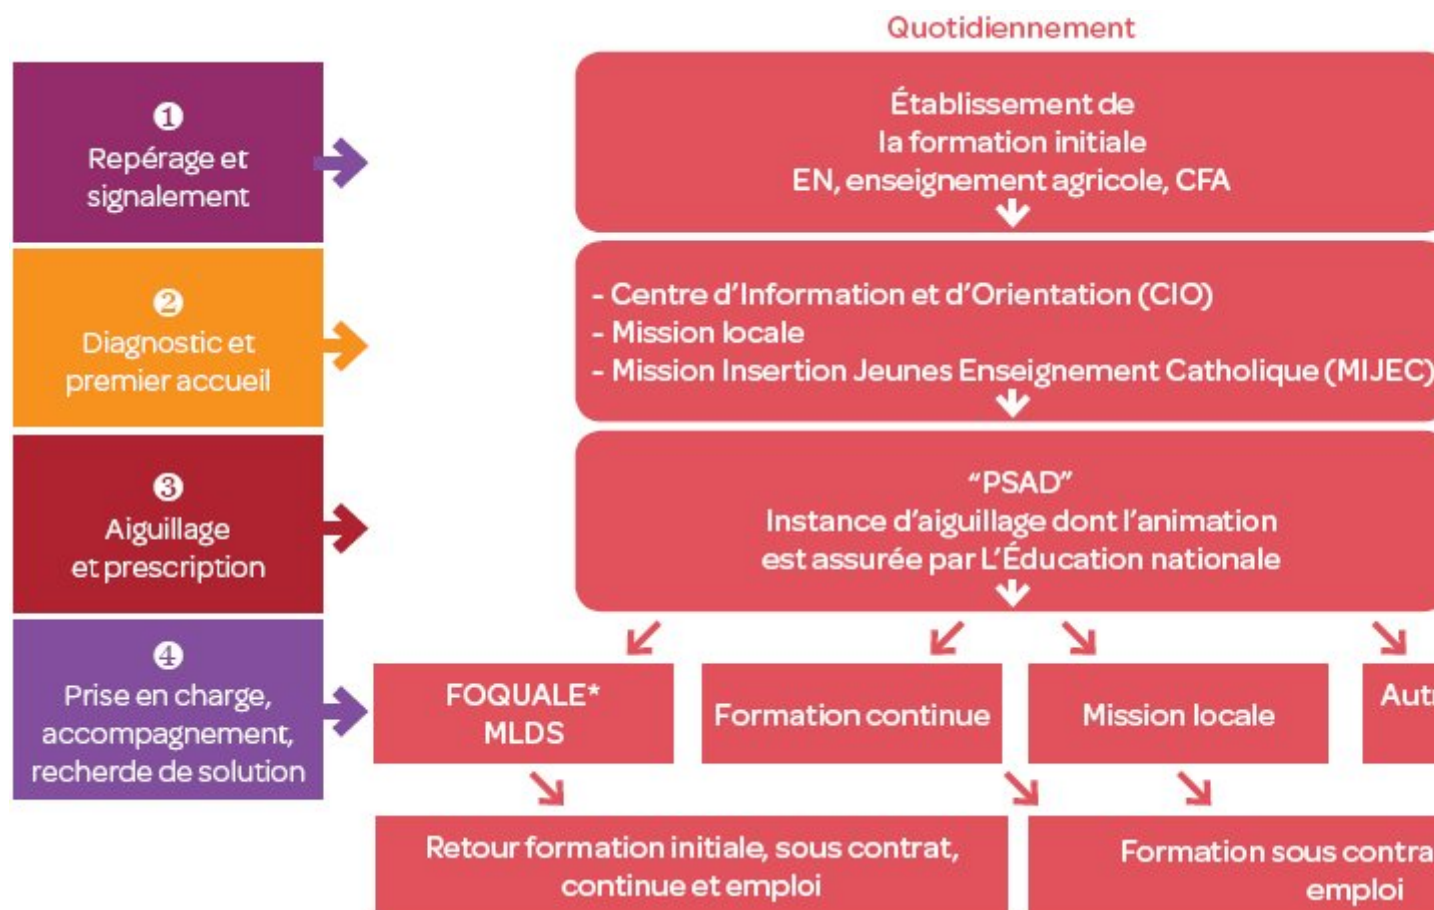 Quotidiennement
❶
Repérage et
signalement
Établissement de
la formation initiale
EN, enseignement agricole, CFA
❷
Diagnostic et
premier accueil
- Centre d'Information et d'Orientation (CIO)
- Mission locale
- Mission Insertion Jeunes Enseignement Catholique (MIJEC)
❸
Aiguillage
et prescription
“PSAD”
Instance d'aiguillage dont l'animation
est assurée par L'Éducation nationale
❹
Prise en charge,
accompagnement,
recherde de solution
FOQUALE*
MLDS
Formation continue
Mission locale
Retour formation initiale, sous contrat,
continue et emploi
Formation sous
emploi